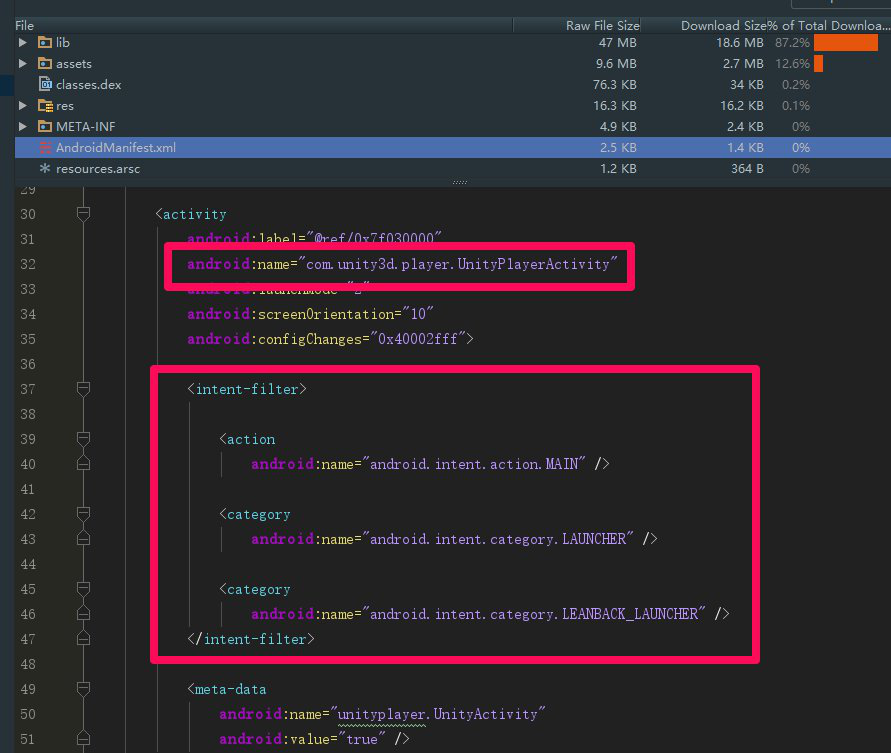 File Raw File Size Download Size % of Total Downloa...
lib 47 MB 18.6 MB 87.2%
assets 9.6 MB 2.7 MB 12.6%
classes.dex 76.3 KB 34 KB 0.2%
res 16.3 KB 16.2 KB 0.1%
META-INF 4.9 KB 2.4 KB 0%
AndroidManifest.xml 2.5 KB 1.4 KB 0%
resources.arsc 1.2 KB 364 B 0%
29
30 <activity
31 android:label="@ref/0x7f030000"
32 android:name="com.unity3d.player.UnityPlayerActivity"
33 android:launchMode="2"
34 android:screenOrientation="10"
35 android:configChanges="0x40002fff">
36
37 <intent-filter>
38
39 <action
40 android:name="android.intent.action.MAIN" />
41
42 <category
43 android:name="android.intent.category.LAUNCHER" />
44
45 <category
46 android:name="android.intent.category.LEANBACK_LAUNCHER" />
47 </intent-filter>
48
49 <meta-data
50 android:name="unityplayer.UnityActivity"
51 android:value="true" />